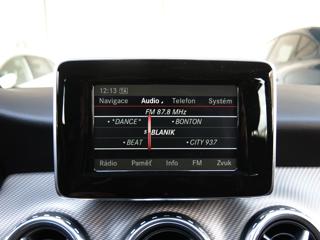 12:13 TA
Navigace Audio Telefon Systém
FM 87.8 MHz
*DANCE* BONTON
BLANIK
BEAT CITY 937
Rádio Paměť Info FM Zvuk